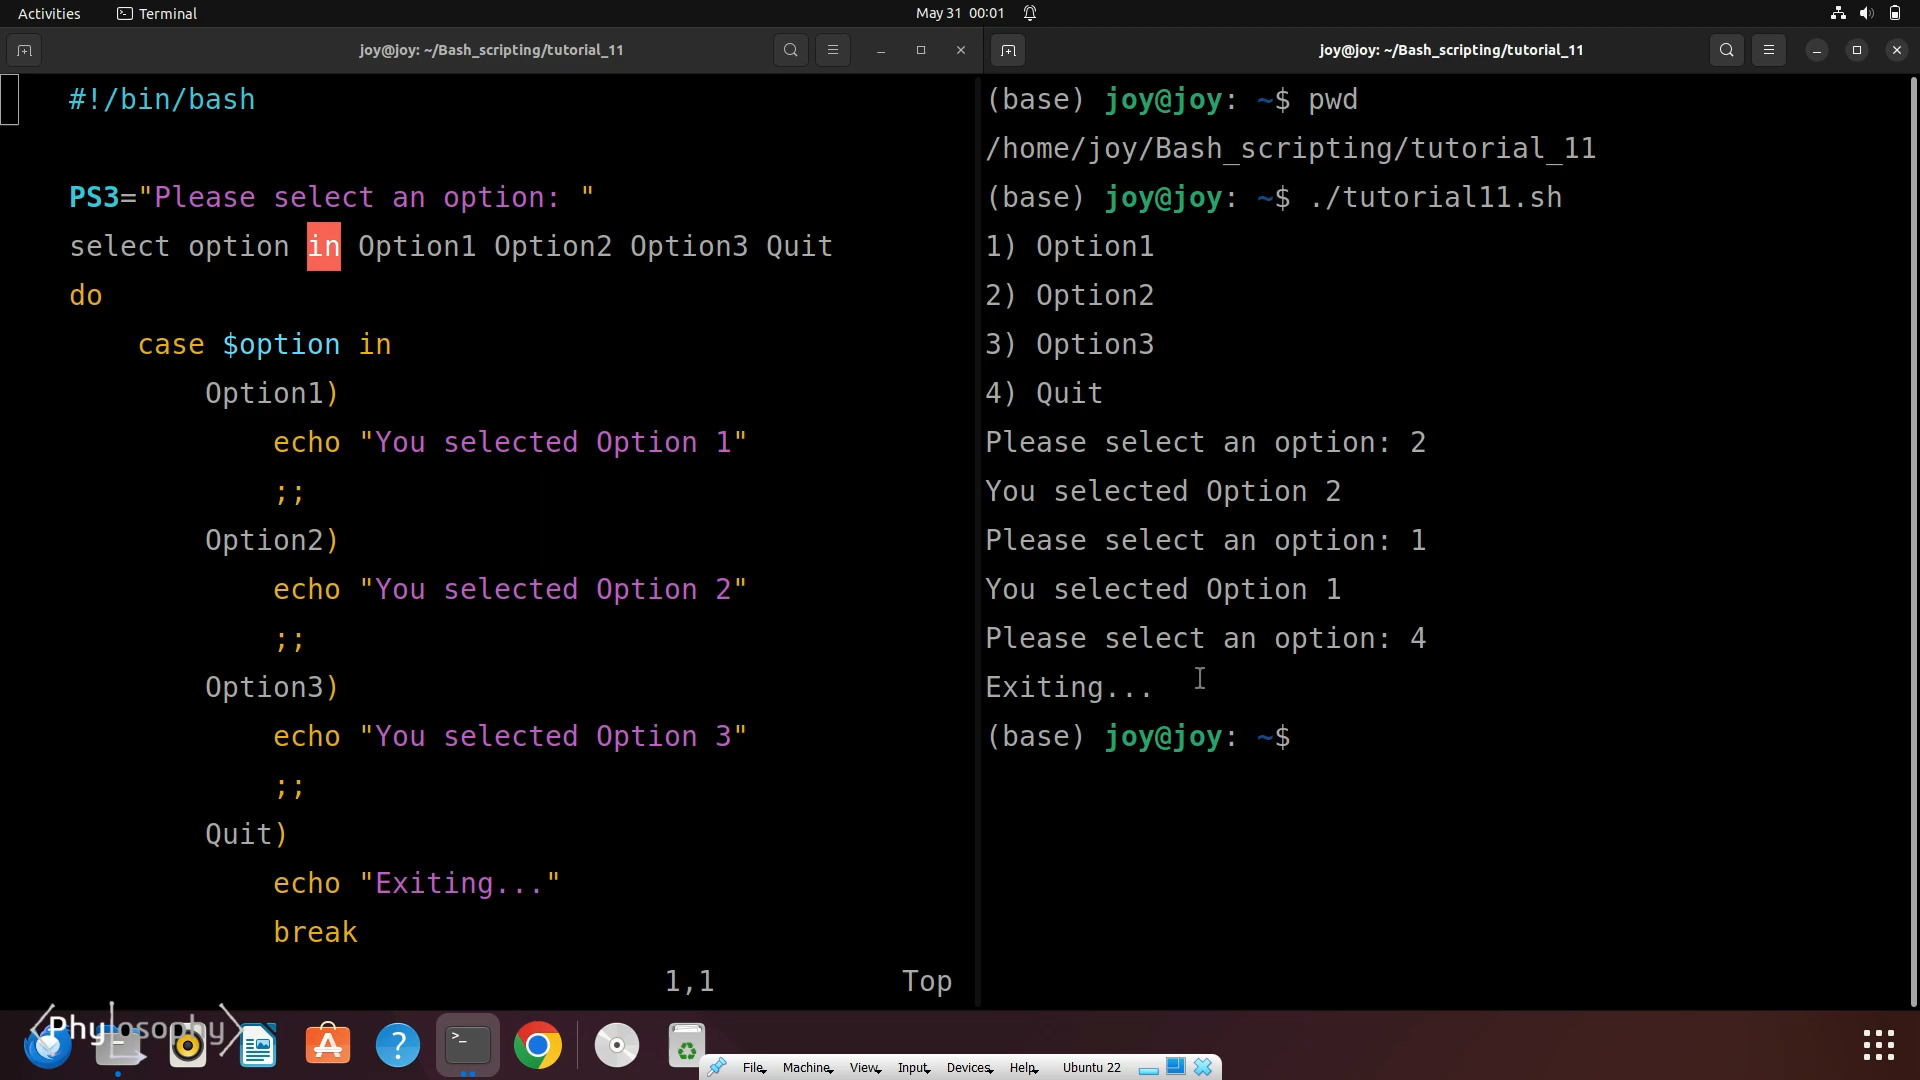 Activities Terminal May 31 00:01
joy@joy: ~/Bash_scripting/tutorial_11
#!/bin/bash
PS3="Please select an option: "
select option in Option1 Option2 Option3 Quit
do
case $option in
Option1)
echo "You selected Option 1"
;;
Option2)
echo "You selected Option 2"
;;
Option3)
echo "You selected Option 3"
;;
Quit)
echo "Exiting..."
break
1,1 Top
joy@joy: ~/Bash_scripting/tutorial_11
(base) joy@joy: ~$ pwd
/home/joy/Bash_scripting/tutorial_11
(base) joy@joy: ~$ ./tutorial11.sh
1) Option1
2) Option2
3) Option3
4) Quit
Please select an option: 2
You selected Option 2
Please select an option: 1
You selected Option 1
Please select an option: 4
Exiting...
(base) joy@joy: ~$
Phylosophy
File Machine View Input Devices Help Ubuntu 22